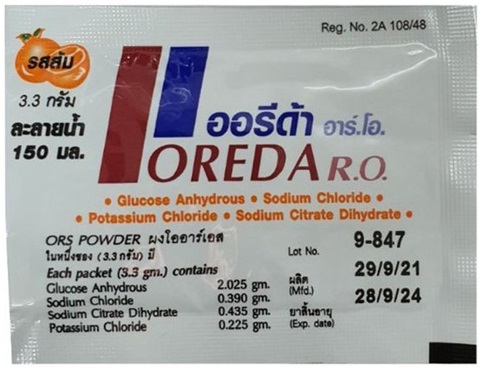 Reg. No. 2A 108/48
รสส้ม
3.3 กรัม
ละลายน้ำ
150 มล.
ออรีด้า อาร์.โอ.
OREDA R.O.
• Glucose Anhydrous • Sodium Chloride •
• Potassium Chloride • Sodium Citrate Dihydrate •
ORS POWDER ผงโออาร์เอส
ในหนึ่งซอง (3.3 กรัม) มี
Each packet (3.3 gm.) contains
Glucose Anhydrous 2.025 gm.
Sodium Chloride 0.390 gm.
Sodium Citrate Dihydrate 0.435 gm.
Potassium Chloride 0.225 gm.
Lot No. 9-847
ผลิต 29/9/21
(Mfd.)
ยาสิ้นอายุ 28/9/24
(Exp. date)